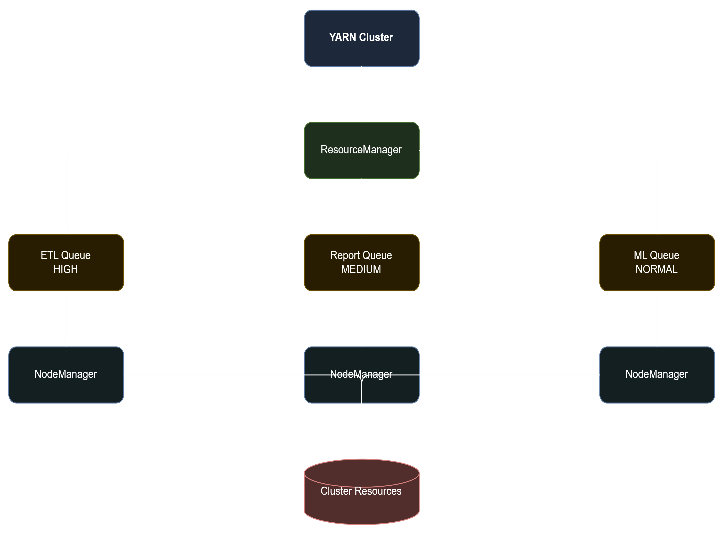 YARN Cluster
ResourceManager
ETL Queue
HIGH
Report Queue
MEDIUM
ML Queue
NORMAL
NodeManager
NodeManager
NodeManager
Cluster Resources